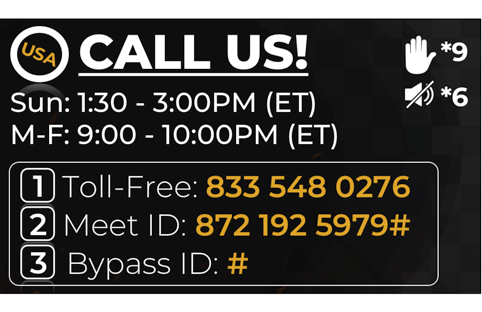 USA CALL US!
*9
*6
Sun: 1:30 - 3:00PM (ET)
M-F: 9:00 - 10:00PM (ET)
1 Toll-Free: 833 548 0276
2 Meet ID: 872 192 5979#
3 Bypass ID: #